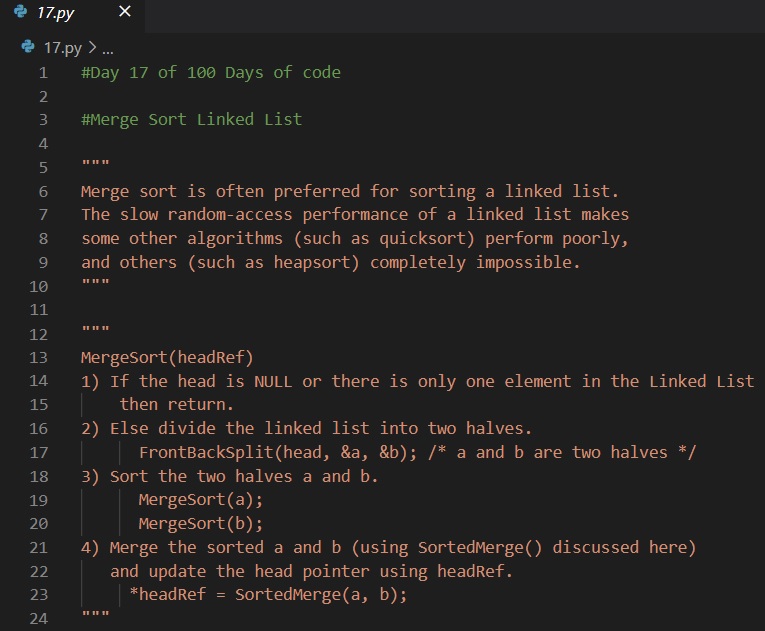 17.py ×
17.py > ...
1 #Day 17 of 100 Days of code
2
3 #Merge Sort Linked List
4
5 """
6 Merge sort is often preferred for sorting a linked list.
7 The slow random-access performance of a linked list makes
8 some other algorithms (such as quicksort) perform poorly,
9 and others (such as heapsort) completely impossible.
10 """
11
12 """
13 MergeSort(headRef)
14 1) If the head is NULL or there is only one element in the Linked List
15     then return.
16 2) Else divide the linked list into two halves.
17       FrontBackSplit(head, &a, &b); /* a and b are two halves */
18 3) Sort the two halves a and b.
19       MergeSort(a);
20       MergeSort(b);
21 4) Merge the sorted a and b (using SortedMerge() discussed here)
22    and update the head pointer using headRef.
23      *headRef = SortedMerge(a, b);
24 """